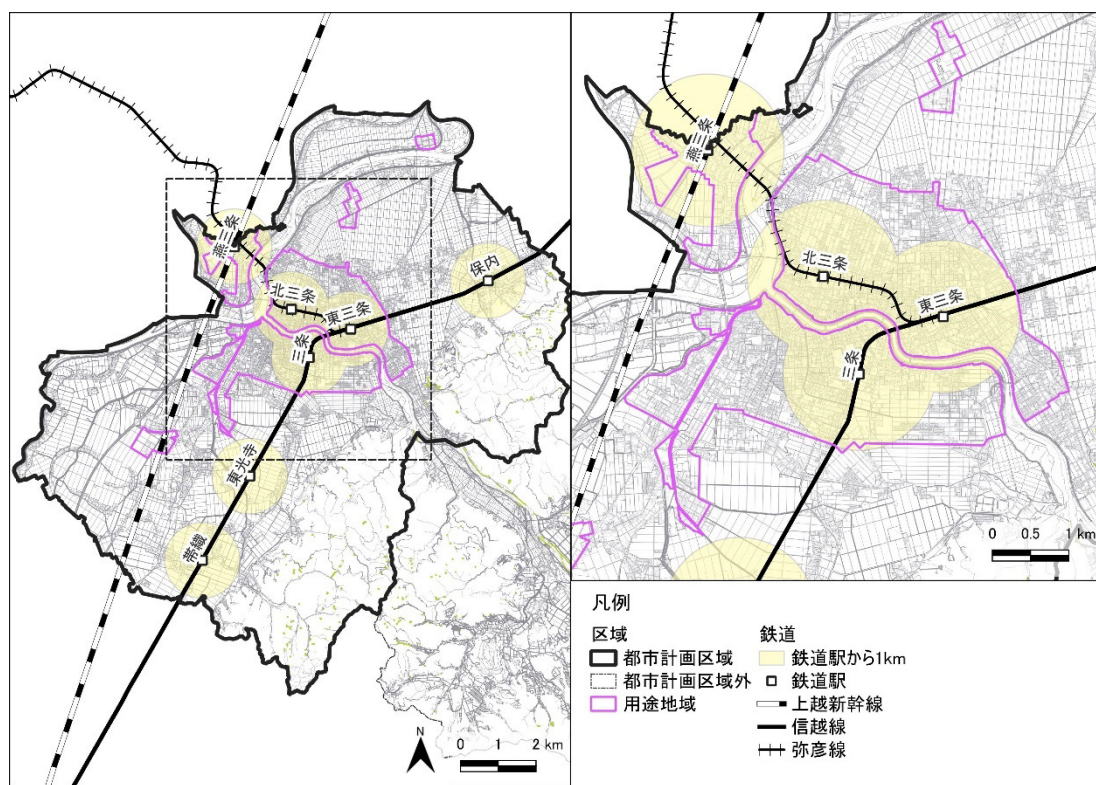 燕三条
北三条
東三条
三条
保内
東光寺
帯織
N
0 1 2 km
燕三条
北三条
東三条
三条
0 0.5 1 km
凡例
区域
都市計画区域
都市計画区域外
用途地域
鉄道
鉄道駅から1km
鉄道駅
上越新幹線
信越線
弥彦線